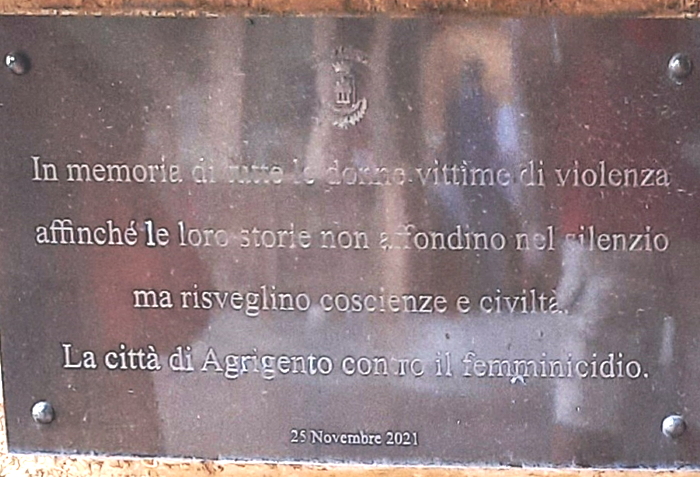 In memoria di tutte le donne vittime di violenza
affinché le loro storie non affondino nel silenzio
ma risveglino coscienze e civiltà.
La città di Agrigento contro il femminicidio.
25 Novembre 2021